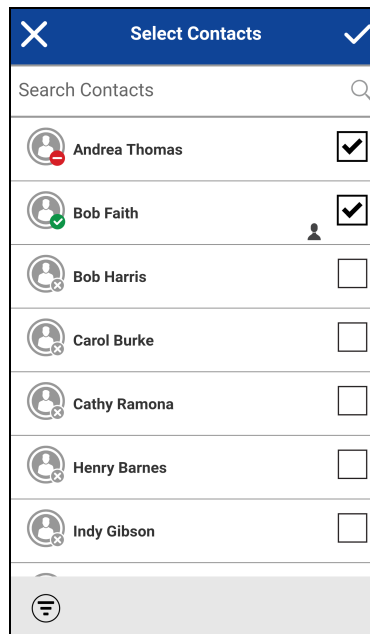 Select Contacts
Search Contacts
Andrea Thomas
Bob Faith
Bob Harris
Carol Burke
Cathy Ramona
Henry Barnes
Indy Gibson